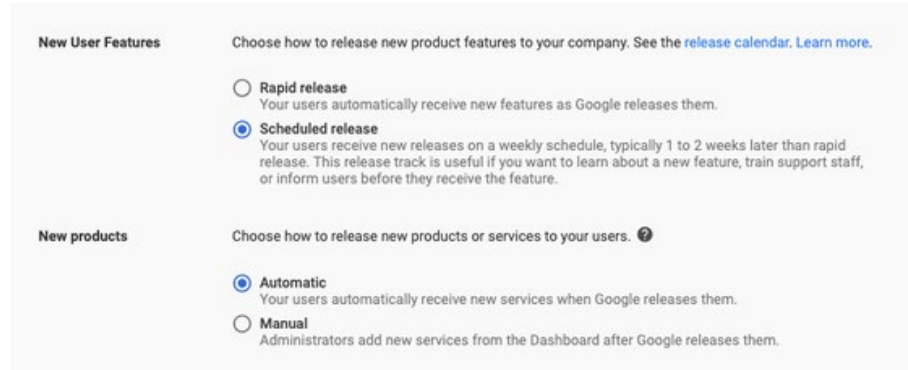 New User Features
Choose how to release new product features to your company. See the release calendar. Learn more.
Rapid release
Your users automatically receive new features as Google releases them.
Scheduled release
Your users receive new releases on a weekly schedule, typically 1 to 2 weeks later than rapid
release. This release track is useful if you want to learn about a new feature, train support staff,
or inform users before they receive the feature.
New products
Choose how to release new products or services to your users. ?
Automatic
Your users automatically receive new services when Google releases them.
Manual
Administrators add new services from the Dashboard after Google releases them.